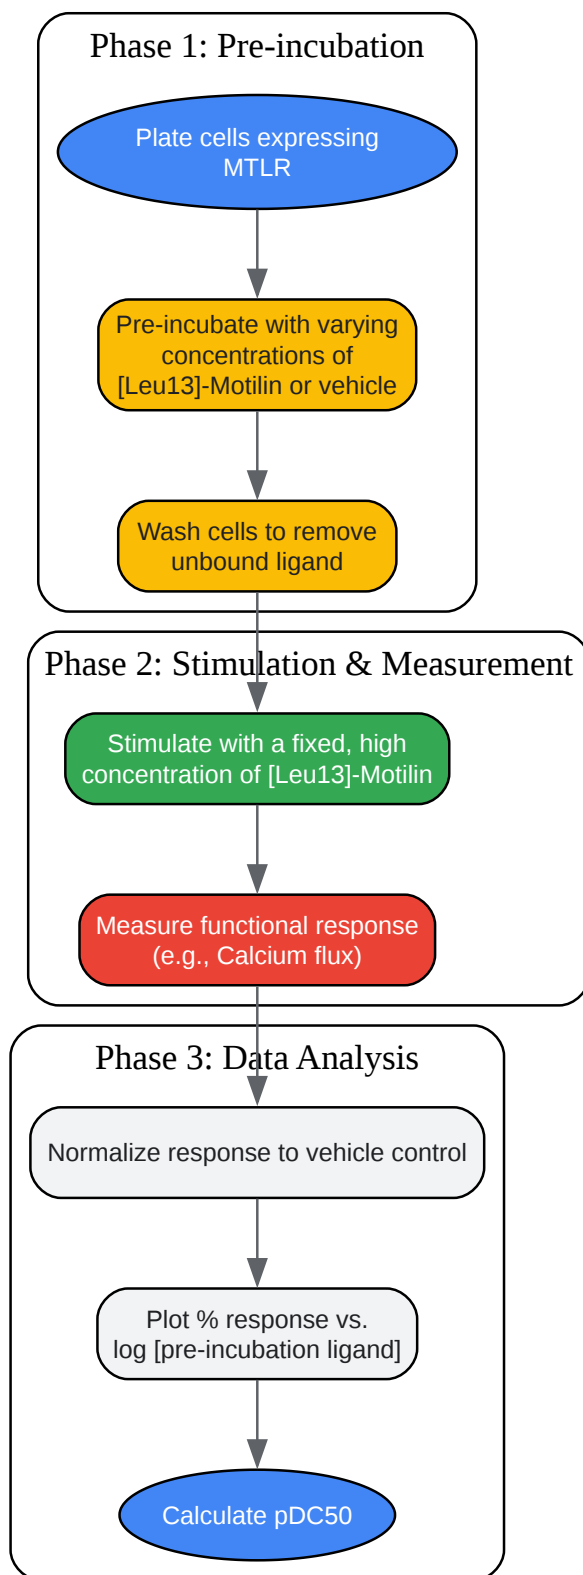 Phase 1: Pre-incubation
Plate cells expressing
MTLR
Pre-incubate with varying
concentrations of
[Leu13]-Motilin or vehicle
Wash cells to remove
unbound ligand
Phase 2: Stimulation & Measurement
Stimulate with a fixed, high
concentration of [Leu13]-Motilin
Measure functional response
(e.g., Calcium flux)
Phase 3: Data Analysis
Normalize response to vehicle control
Plot % response vs.
log [pre-incubation ligand]
Calculate pDC50